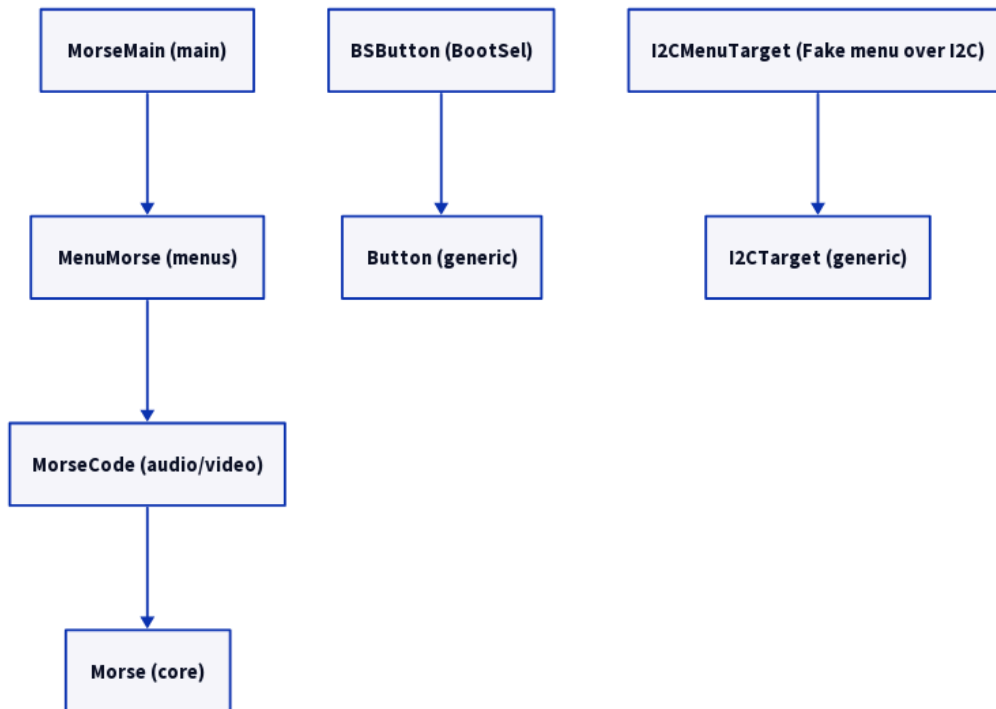 MorseMain (main)
BSButton (BootSel)
I2CMenuTarget (Fake menu over I2C)
MenuMorse (menus)
Button (generic)
I2CTarget (generic)
MorseCode (audio/video)
Morse (core)